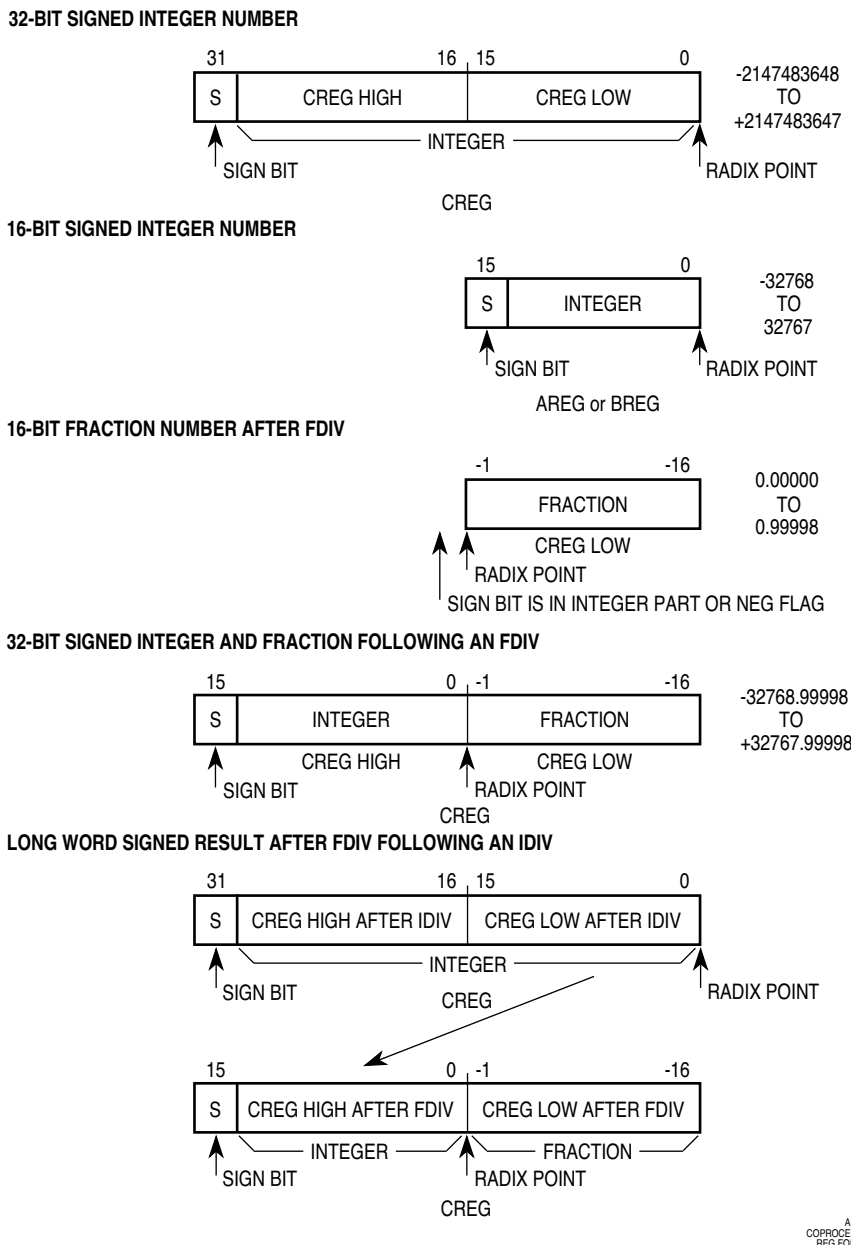 32-BIT SIGNED INTEGER NUMBER
31 16 15 0
S CREG HIGH CREG LOW
-2147483648
TO
+2147483647
INTEGER
SIGN BIT RADIX POINT
CREG
16-BIT SIGNED INTEGER NUMBER
15 0
S INTEGER
-32768
TO
32767
SIGN BIT RADIX POINT
AREG or BREG
16-BIT FRACTION NUMBER AFTER FDIV
-1 -16
FRACTION
0.00000
TO
0.99998
CREG LOW
RADIX POINT
SIGN BIT IS IN INTEGER PART OR NEG FLAG
32-BIT SIGNED INTEGER AND FRACTION FOLLOWING AN FDIV
15 0 -1 -16
S INTEGER FRACTION
-32768.99998
TO
+32767.99998
CREG HIGH CREG LOW
SIGN BIT RADIX POINT
CREG
LONG WORD SIGNED RESULT AFTER FDIV FOLLOWING AN IDIV
31 16 15 0
S CREG HIGH AFTER IDIV CREG LOW AFTER IDIV
INTEGER
SIGN BIT RADIX POINT
CREG
15 0 -1 -16
S CREG HIGH AFTER FDIV CREG LOW AFTER FDIV
INTEGER FRACTION
SIGN BIT RADIX POINT
CREG
A
COPROCE